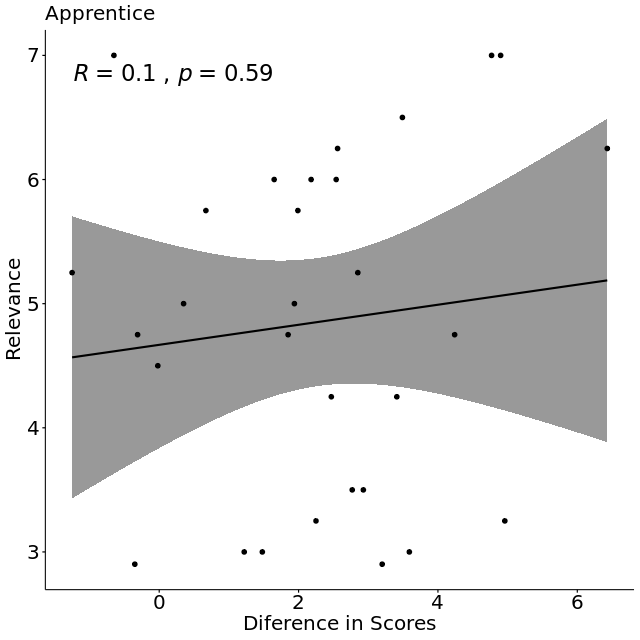 Apprentice
R = 0.1 , p = 0.59
7
6
5
4
3
Relevance
0 2 4 6
Diference in Scores